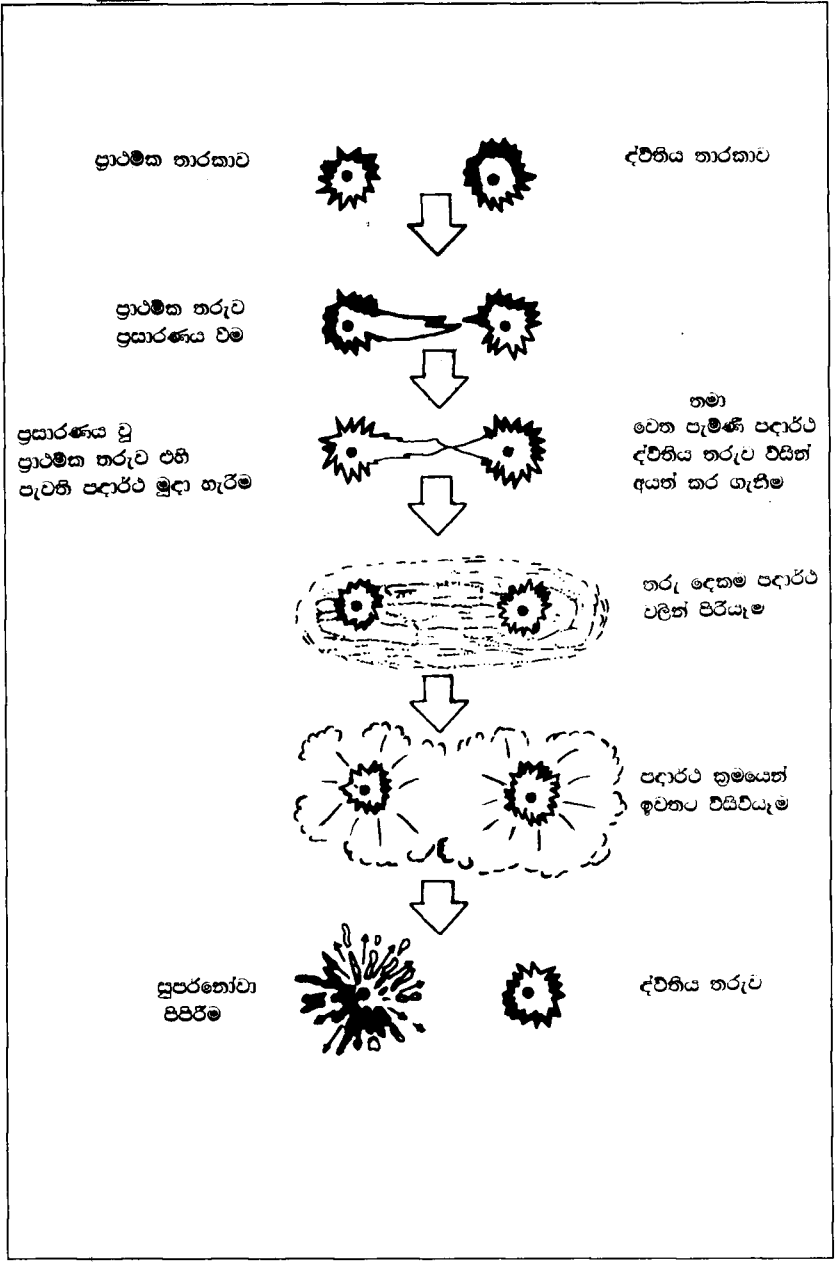 ප්‍රාථමික තාරකාව
ද්විතිය තාරකාව
ප්‍රාථමික තරුව
ප්‍රසාරණය වීම
ප්‍රසාරණය වූ
ප්‍රාථමික තරුව එහි
පැවති පදාර්ථ මුදා හැරීම
තමා
වෙත පැමිණි පදාර්ථ
ද්විතිය තරුව විසින්
අයත් කර ගැනීම
තරු දෙකම පදාර්ථ
වලින් පිරියෑම
පදාර්ථ ක්‍රමයෙන්
ඉවතට විසිවියෑම
සුපර්නෝවා
පිපිරීම
ද්විතිය තරුව